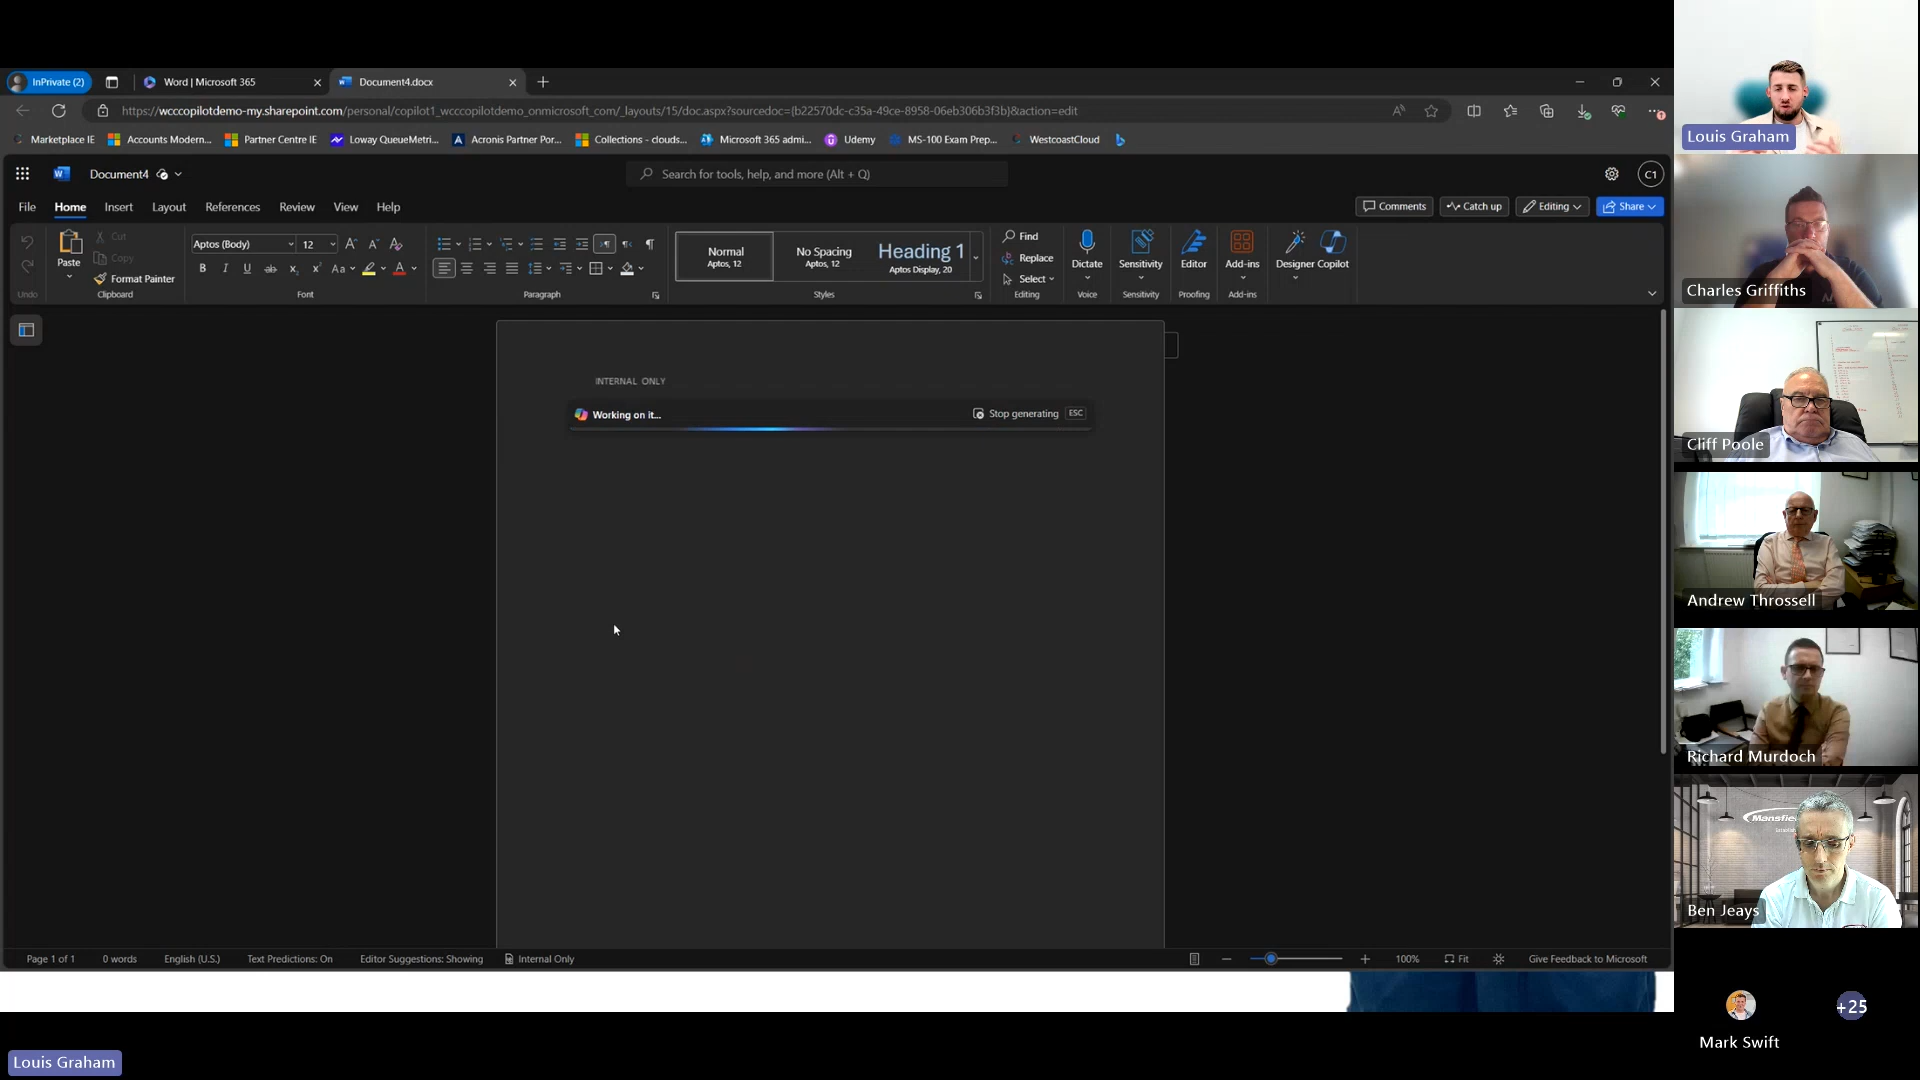 InPrivate (2)
Word | Microsoft 365
Document4.docx
https://wcccopilotdemo-my.sharepoint.com/personal/copilot1_wcccopilotdemo_onmicrosoft_com/_layouts/15/doc.aspx?sourcedoc={b22570dc-c35a-49ce-8958-06eb306b3f3b}&action=edit
Marketplace IE
Accounts Modern...
Partner Centre IE
Loway QueueMetri...
Acronis Partner Por...
Collections - clouds...
Microsoft 365 admi...
Udemy
MS-100 Exam Prep...
WestcoastCloud
Document4
Search for tools, help, and more (Alt + Q)
C1
File Home Insert Layout References Review View Help
Comments
Catch up
Editing
Share
Paste
Cut
Copy
Format Painter
Aptos (Body)
12
Normal
Aptos, 12
No Spacing
Aptos, 12
Heading 1
Aptos Display, 20
Find
Replace
Select
Dictate
Sensitivity
Editor
Add-ins
Designer
Copilot
Undo
Clipboard
Font
Paragraph
Styles
Editing
Voice
Sensitivity
Proofing
Add-ins
INTERNAL ONLY
Working on it...
Stop generating
ESC
Page 1 of 1
0 words
English (U.S.)
Text Predictions: On
Editor Suggestions: Showing
Internal Only
100%
Fit
Give Feedback to Microsoft
Louis Graham
Louis Graham
Charles Griffiths
Cliff Poole
Andrew Throssell
Richard Murdoch
Ben Jeays
+25
Mark Swift